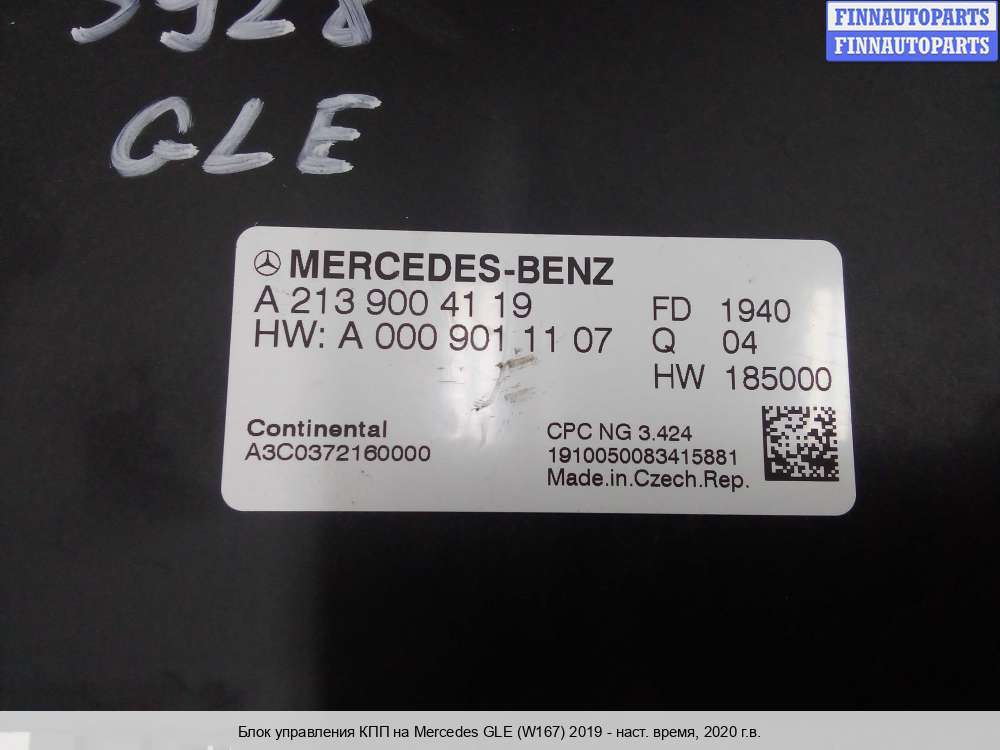 5928
FINNAUTOPARTS
FINNAUTOPARTS
GLE
MERCEDES-BENZ
A 213 900 41 19 FD 1940
HW: A 000 901 11 07 Q 04
HW 185000
Continental CPC NG 3.424
A3C0372160000 1910050083415881
Made.in.Czech.Rep.
Блок управления КПП на Mercedes GLE (W167) 2019 - наст. время, 2020 г.в.